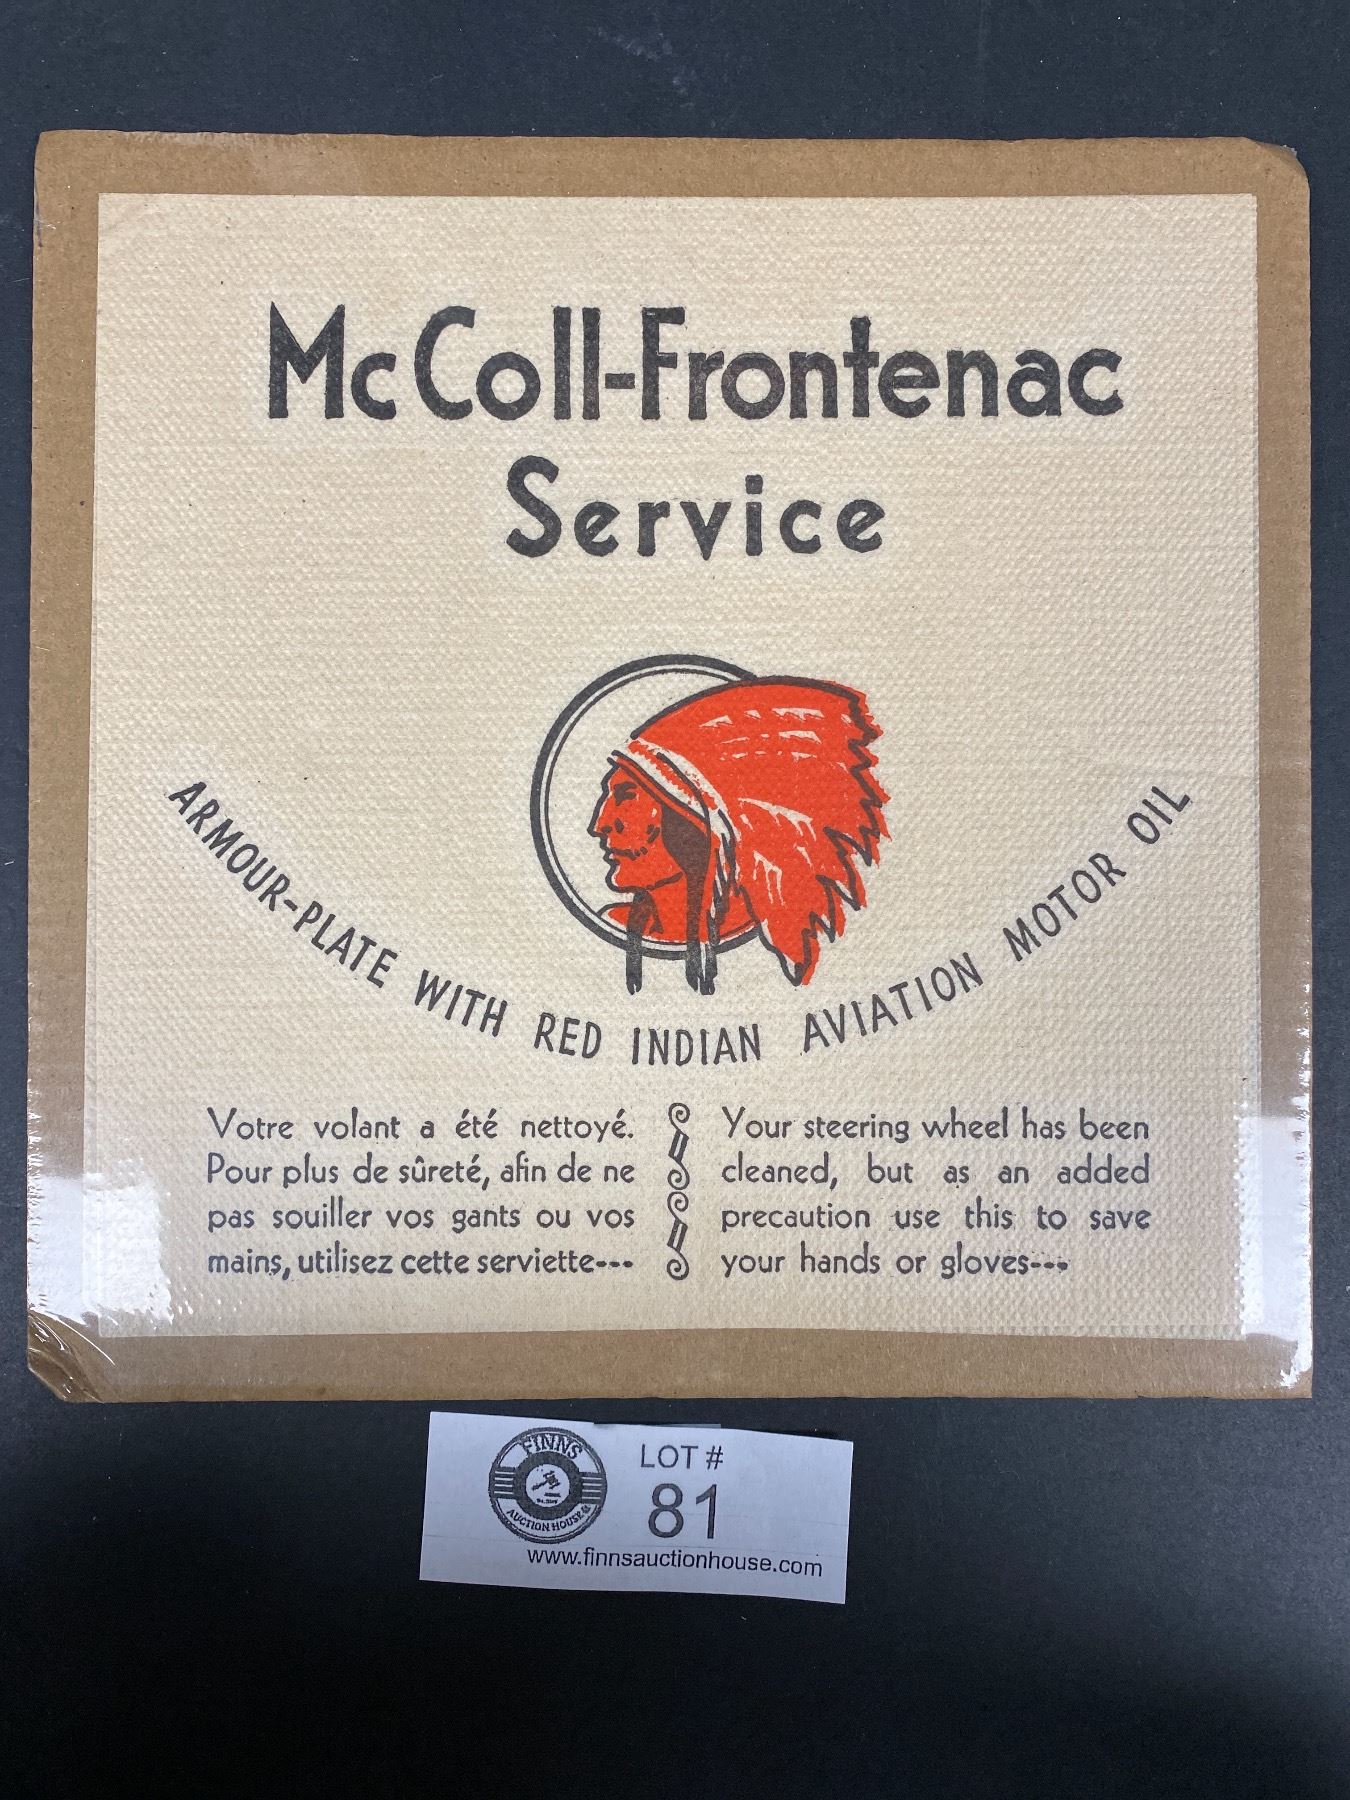 McColl-Frontenac
Service
ARMOUR-PLATE WITH RED INDIAN AVIATION MOTOR OIL
Votre volant a été nettoyé.
Pour plus de sûreté, afin de ne
pas souiller vos gants ou vos
mains, utilisez cette serviette---
Your steering wheel has been
cleaned, but as an added
precaution use this to save
your hands or gloves---
FINNS
AUCTION HOUSE
LOT #
81
www.finnsauctionhouse.com